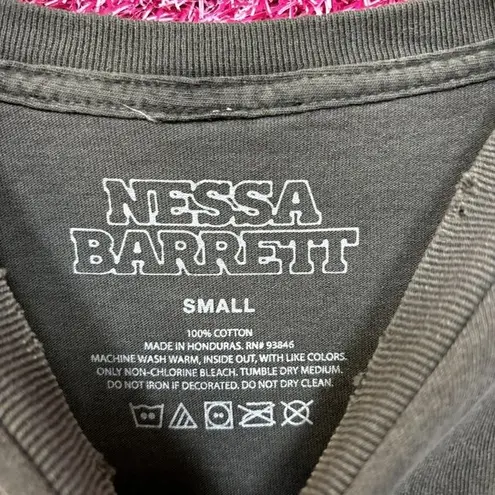 NESSA
BARRETT
SMALL
100% COTTON
MADE IN HONDURAS. RN# 93846
MACHINE WASH WARM, INSIDE OUT, WITH LIKE COLORS.
ONLY NON-CHLORINE BLEACH. TUMBLE DRY MEDIUM.
DO NOT IRON IF DECORATED. DO NOT DRY CLEAN.